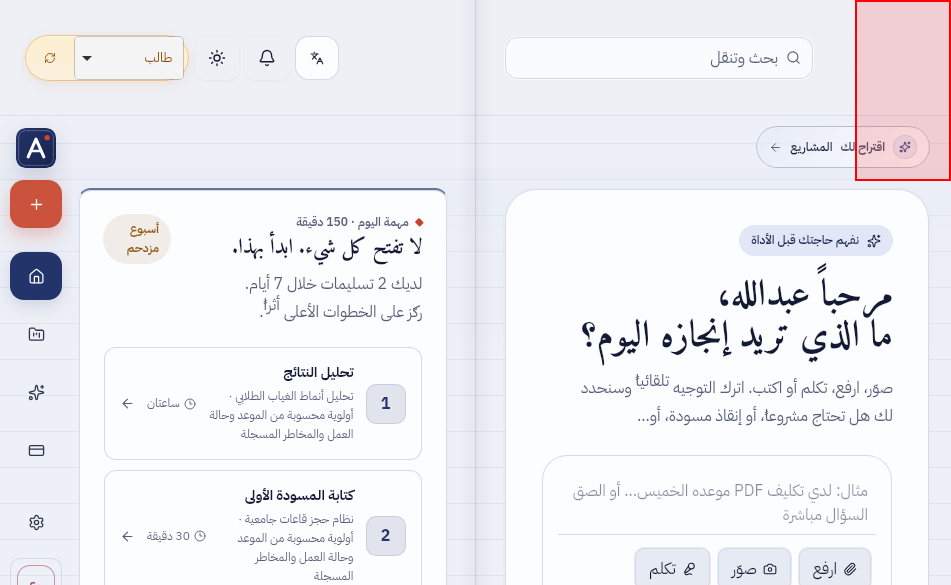 بحث وتنقل
طالب
اقتراح لك المشاريع
نفهم حاجتك قبل الأداة
مرحباً عبدالله،
ما الذي تريد إنجازه اليوم؟
صوّر، ارفع، تكلم أو اكتب. اترك التوجيه تلقائياً وسنحدد
لك هل تحتاج مشروعاً، أو إنقاذ مسودة، أو...
مثال: لدي تكليف PDF موعده الخميس... أو الصق
السؤال مباشرة
ارفع
صوّر
تكلم
مهمة اليوم · 150 دقيقة
أسبوع
مزدحم
لا تفتح كل شيء. ابدأ بهذا.
لديك 2 تسليمات خلال 7 أيام.
ركز على الخطوات الأعلى أثراً.
1
تحليل النتائج
تحليل أنماط الغياب الطلابي ·
أولوية محسوبة من الموعد وحالة
العمل والمخاطر المسجلة
ساعتان
2
كتابة المسودة الأولى
نظام حجز قاعات جامعية ·
أولوية محسوبة من الموعد
وحالة العمل والمخاطر
المسجلة
30 دقيقة
A